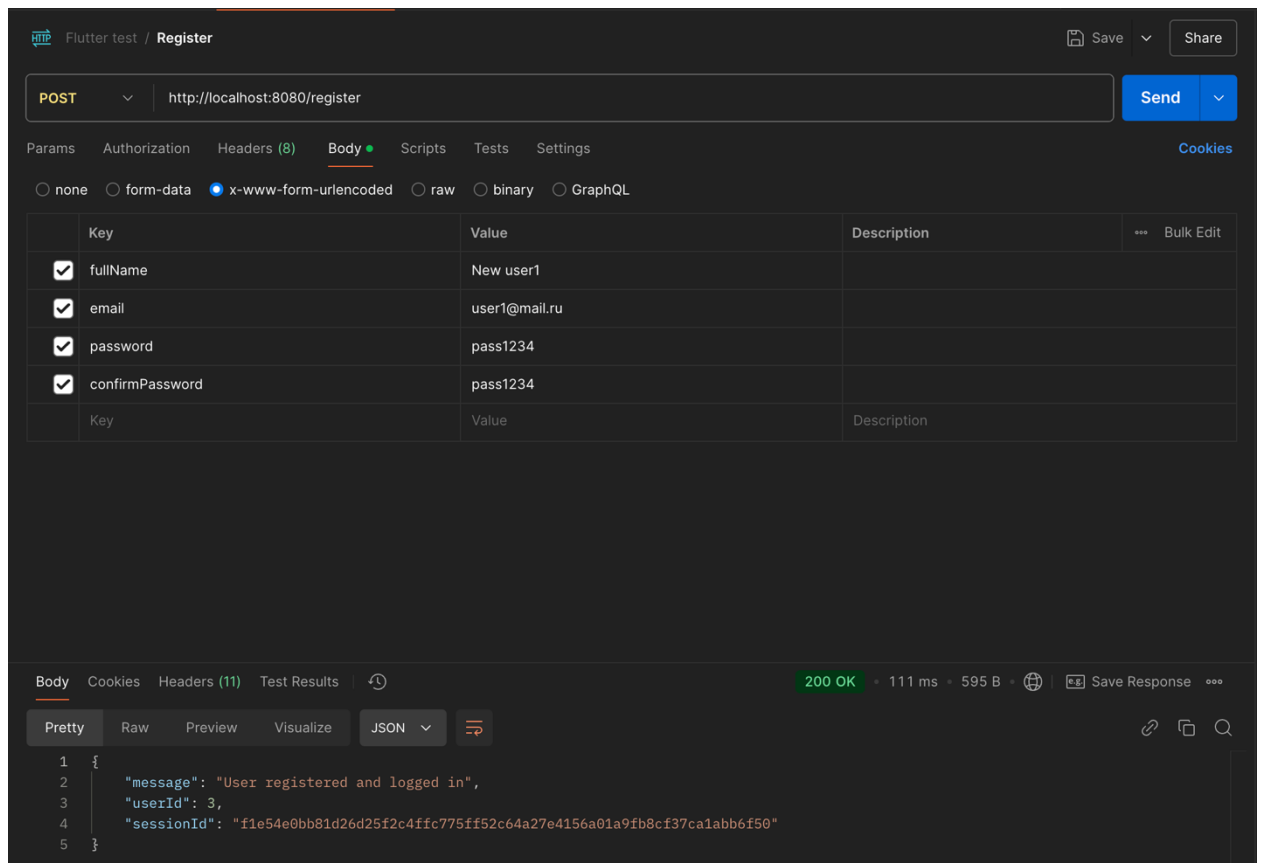 HTTP Flutter test / Register Save Share
POST http://localhost:8080/register Send
Params Authorization Headers (8) Body Scripts Tests Settings Cookies
none form-data x-www-form-urlencoded raw binary GraphQL
Key Value Description ooo Bulk Edit
fullName New user1
email user1@mail.ru
password pass1234
confirmPassword pass1234
Key Value Description
Body Cookies Headers (11) Test Results 200 OK • 111 ms • 595 B • e.g. Save Response ooo
Pretty Raw Preview Visualize JSON
1 {
2 "message": "User registered and logged in",
3 "userId": 3,
4 "sessionId": "f1e54e0bb81d26d25f2c4ffc775ff52c64a27e4156a01a9fb8cf37ca1abb6f50"
5 }